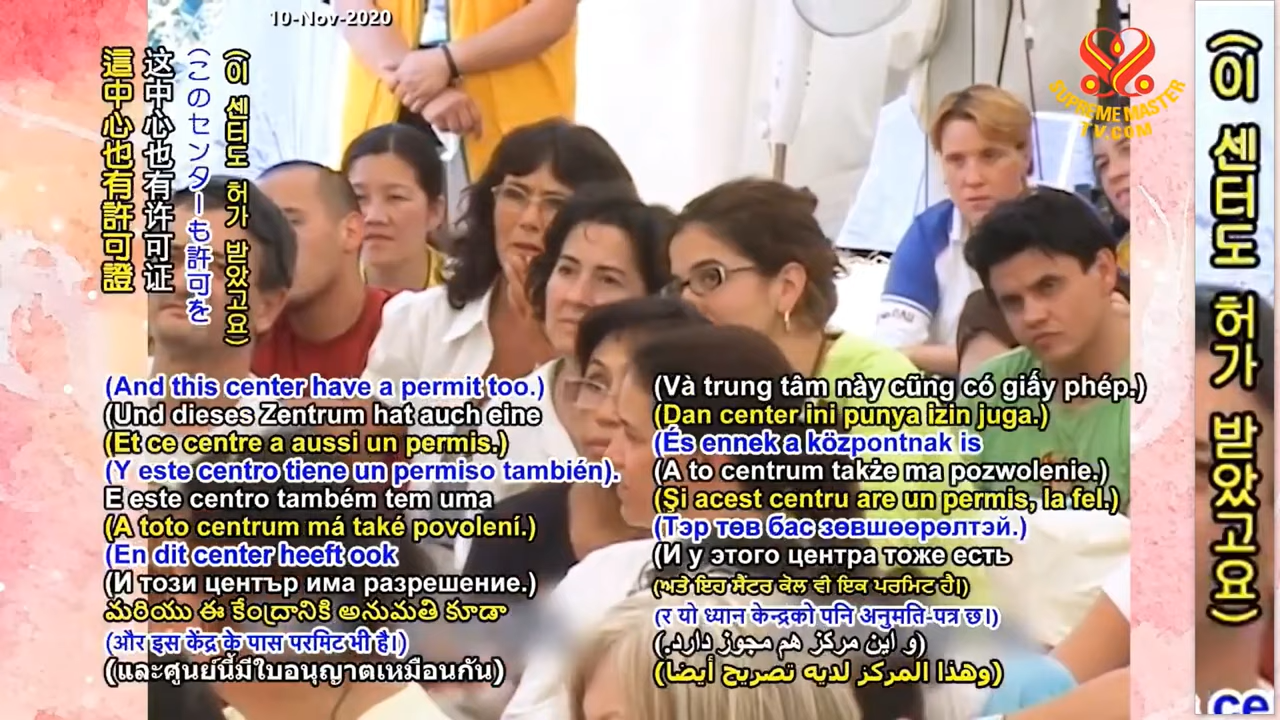 10-Nov-2020
SUPREME MASTER
TV.COM
這中心也有許可證
这中心也有许可证
(このセンターも許可を
(이 센터도 허가 받았고요)
(And this center have a permit too.)
(Und dieses Zentrum hat auch eine
(Et ce centre a aussi un permis.)
(Y este centro tiene un permiso también).
E este centro também tem uma
(A toto centrum má také povolení.)
(En dit center heeft ook
(И този център има разрешение.)
మరియు ఈ కేంద్రానికి అనుమతి కూడా
(और इस केंद्र के पास परमिट भी है।)
(และศูนย์นี้มีใบอนุญาตเหมือนกัน)
(Và trung tâm này cũng có giấy phép.)
(Dan center ini punya izin juga.)
(És ennek a központnak is
(A to centrum także ma pozwolenie.)
(Și acest centru are un permis, la fel.)
(Тэр төв бас зөвшөөрөлтэй.)
(И у этого центра тоже есть
(ਅਤੇ ਇਹ ਸੈਂਟਰ ਕੋਲ ਵੀ ਇਕ ਪਰਮਿਟ ਹੈ।)
(र यो ध्यान केन्द्रको पनि अनुमति-पत्र छ।)
(و این مرکز هم مجوز دارد.)
(وهذا المركز لديه تصريح أيضا)
(이 센터도 허가 받았고요)
ce